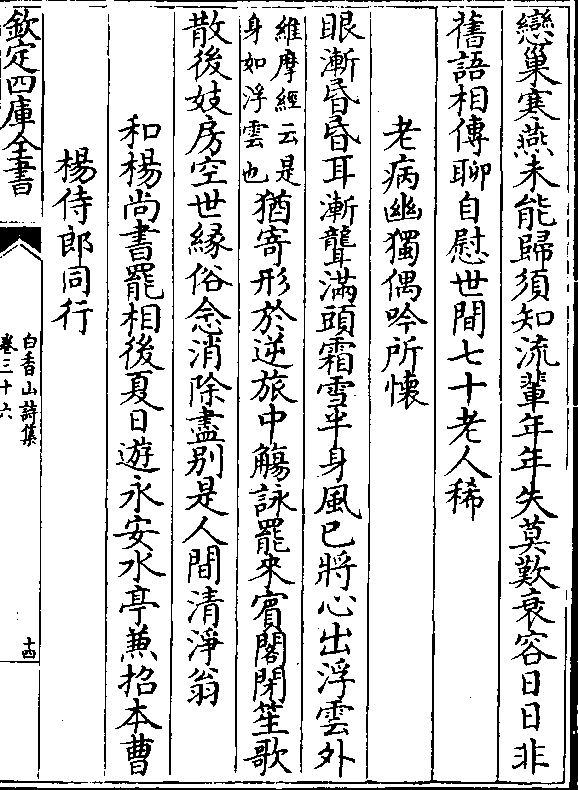 戀巢寒燕未能歸須知流輩年年失莫歎衰容日日非
舊語相傳聊自慰世間七十老人稀
老病幽獨偶吟所懷
眼漸昏昏耳漸聾滿頭霜雪半身風已將心出浮雲外
維摩經云是
身如浮雲也
猶寄形於逆旅中觴詠罷來賓閣閉笙歌
散後妓房空世緣俗念消除盡别是人間清淨翁
和楊尚書罷相後夏日遊永安水亭兼招本曹
楊侍郎同行
欽定四庫全書
白香山詩集
卷三十六
十四